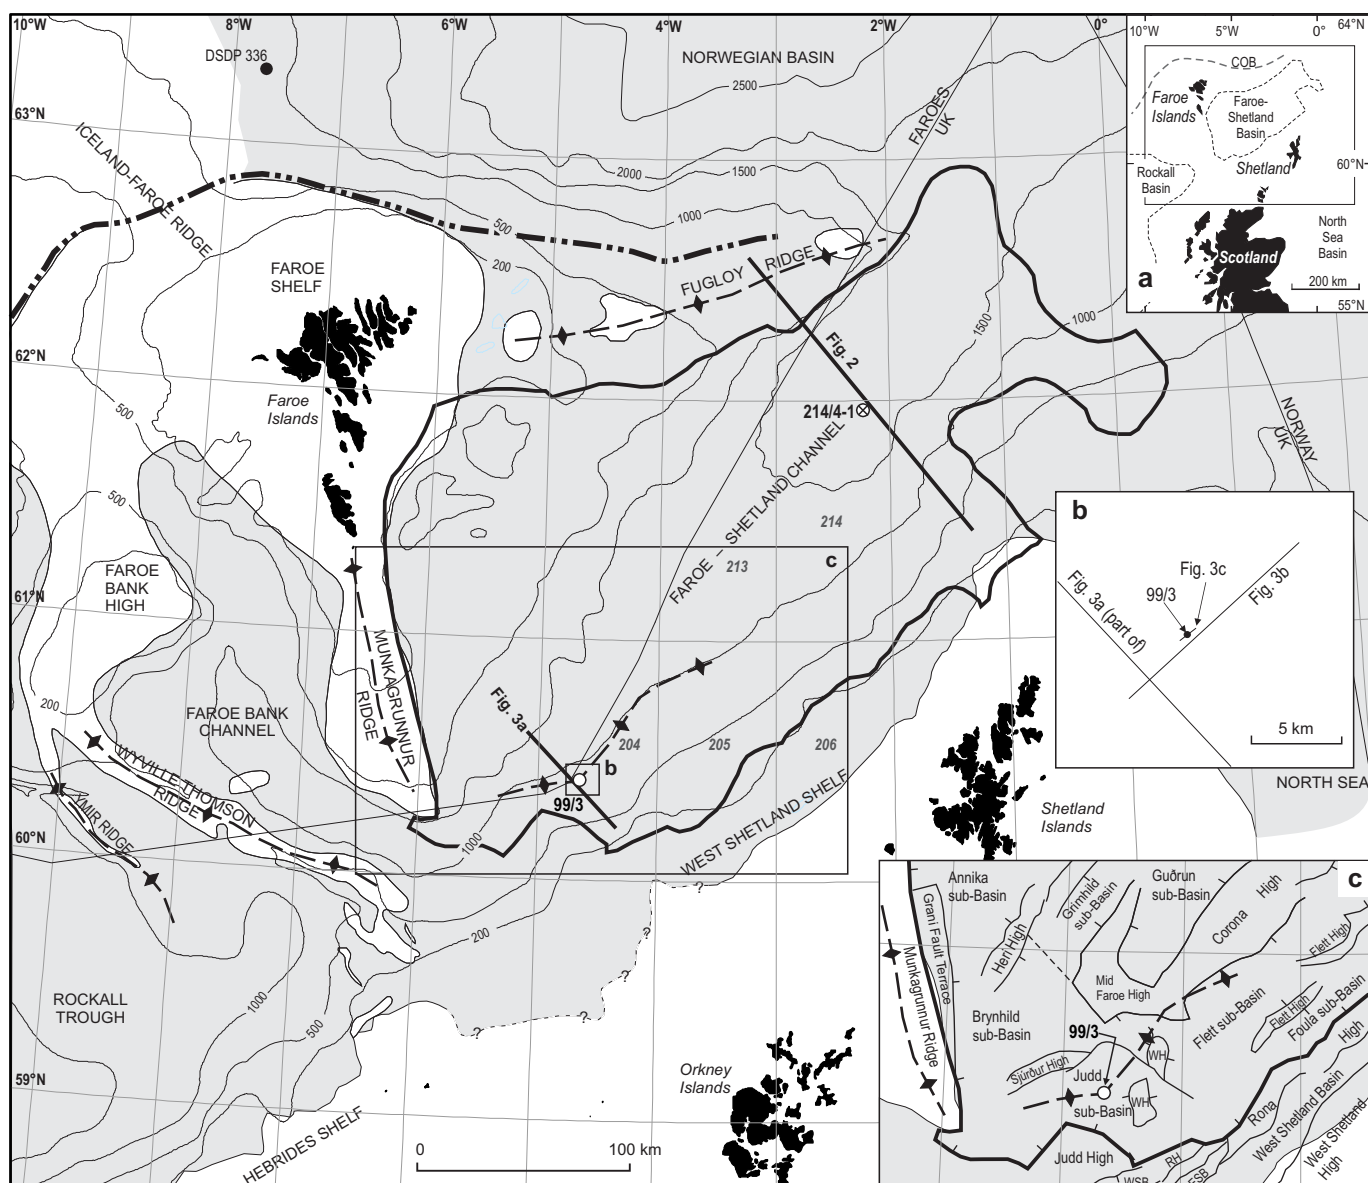 10°W
8°W
6°W
4°W
2°W
0°
DSDP 336
NORWEGIAN BASIN
2500
63°N
FAROES
UK
ICELAND-FAROE RIDGE
2000
1500
1000
500
200
FAROE
SHELF
FUGLOY RIDGE
1500
1000
62°N
Fig. 2
Faroe
Islands
214/4-1
500
NORWAY
UK
500
FAROE – SHETLAND CHANNEL
214
c
213
FAROE
BANK
HIGH
61°N
MUNKAGRUNNUR
RIDGE
200
FAROE BANK
CHANNEL
Fig. 3a
204
205
206
b
99/3
WYVILLE THOMSON
RIDGE
YMIR RIDGE
60°N
1000
WEST SHETLAND SHELF
Shetland
Islands
NORTH SEA
?
200
?
?
?
?
ROCKALL
TROUGH
1000
500
59°N
Orkney
Islands
HEBRIDES SHELF
0
100 km
10°W
5°W
0°
64°N
COB
Faroe
Islands
Faroe-
Shetland
Basin
60°N
Rockall
Basin
Shetland
North
Sea
Basin
Scotland
a
200 km
55°N
b
Fig. 3c
99/3
Fig. 3b
Fig. 3a (part of)
5 km
c
Annika
sub-Basin
Guðrun
sub-Basin
Grimhild
sub-Basin
Corona High
Grani Fault Terrace
Heri High
Flett High
Munkagrunnur Ridge
Mid
Faroe High
Brynhild
sub-Basin
Flett sub-Basin
Flett High
Foula sub-Basin
99/3
WH
Sjúrður High
Judd
sub-Basin
WH
Rona High
West Shetland Basin
West Shetland
High
Judd High
RH
WSB
ESB